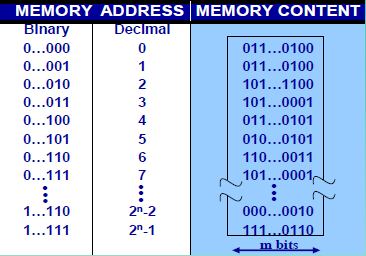 MEMORY ADDRESS MEMORY CONTENT
Binary Decimal
0...000 0 011...0100
0...001 1 011...0100
0...010 2 101...1100
0...011 3 101...0001
0...100 4 011...0101
0...101 5 010...0101
0...110 6 110...0011
0...111 7 101...0001
1...110 2ⁿ-2 000...0010
1...111 2ⁿ-1 111...0110
m bits